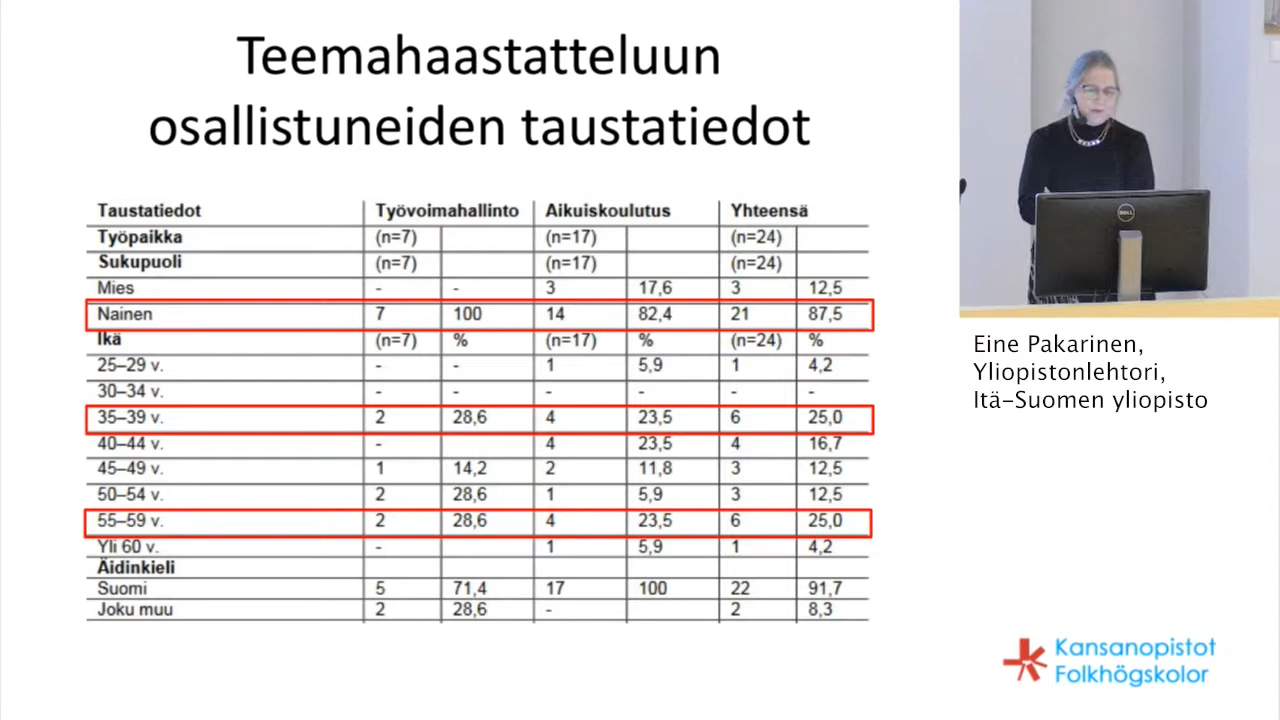 Teemahaastatteluun
osallistuneiden taustatiedot
Taustatiedot Työvoimahallinto Aikuiskoulutus Yhteensä
Työpaikka (n=7) (n=17) (n=24)
Sukupuoli (n=7) (n=17) (n=24)
Mies - - 3 17,6 3 12,5
Nainen 7 100 14 82,4 21 87,5
Ikä (n=7) % (n=17) % (n=24) %
25–29 v. - - 1 5,9 1 4,2
30–34 v. - - - - - -
35–39 v. 2 28,6 4 23,5 6 25,0
40–44 v. - 4 23,5 4 16,7
45–49 v. 1 14,2 2 11,8 3 12,5
50–54 v. 2 28,6 1 5,9 3 12,5
55–59 v. 2 28,6 4 23,5 6 25,0
Yli 60 v. - 1 5,9 1 4,2
Äidinkieli
Suomi 5 71,4 17 100 22 91,7
Joku muu 2 28,6 - 2 8,3
DELL
Eine Pakarinen,
Yliopistonlehtori,
Itä-Suomen yliopisto
Kansanopistot
Folkhögskolor